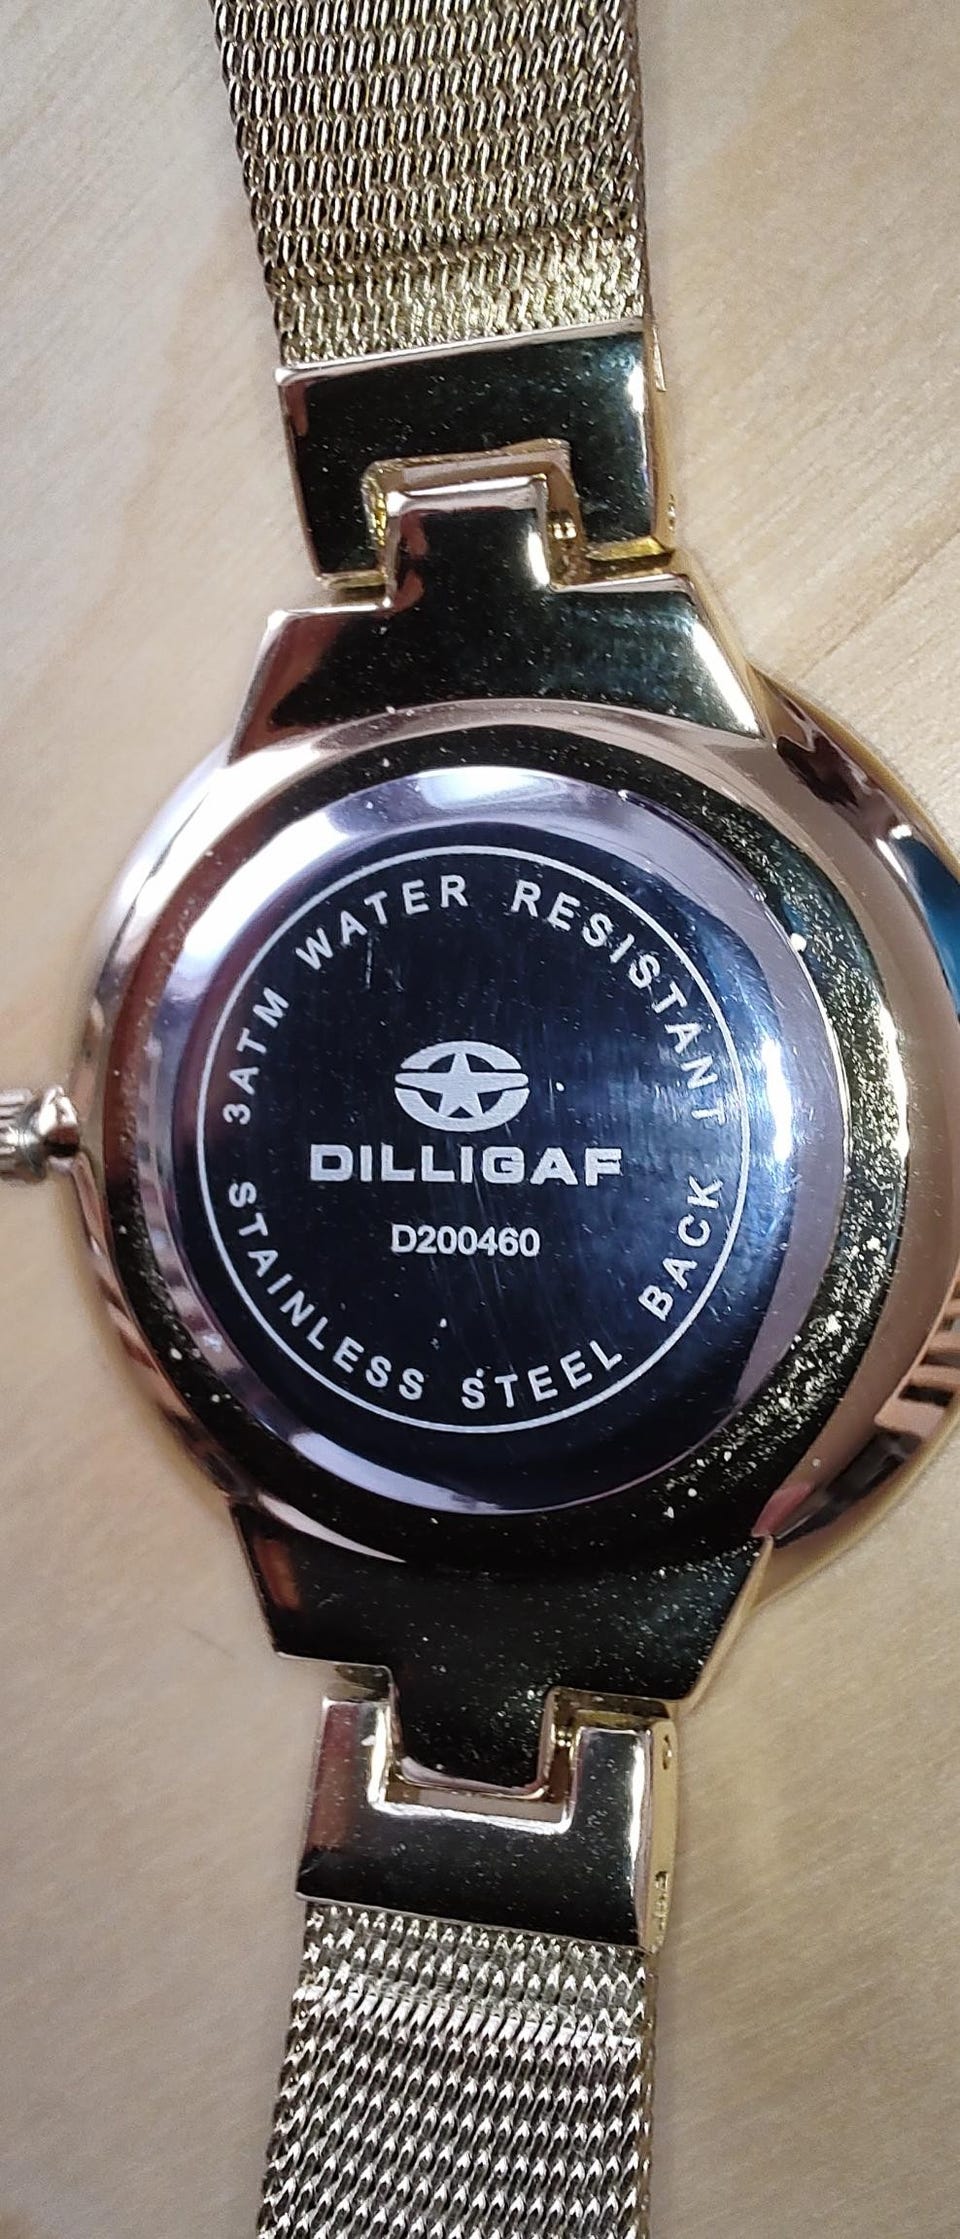 3ATM WATER RESISTANT
DILLIGAF
D200460
STAINLESS STEEL BACK